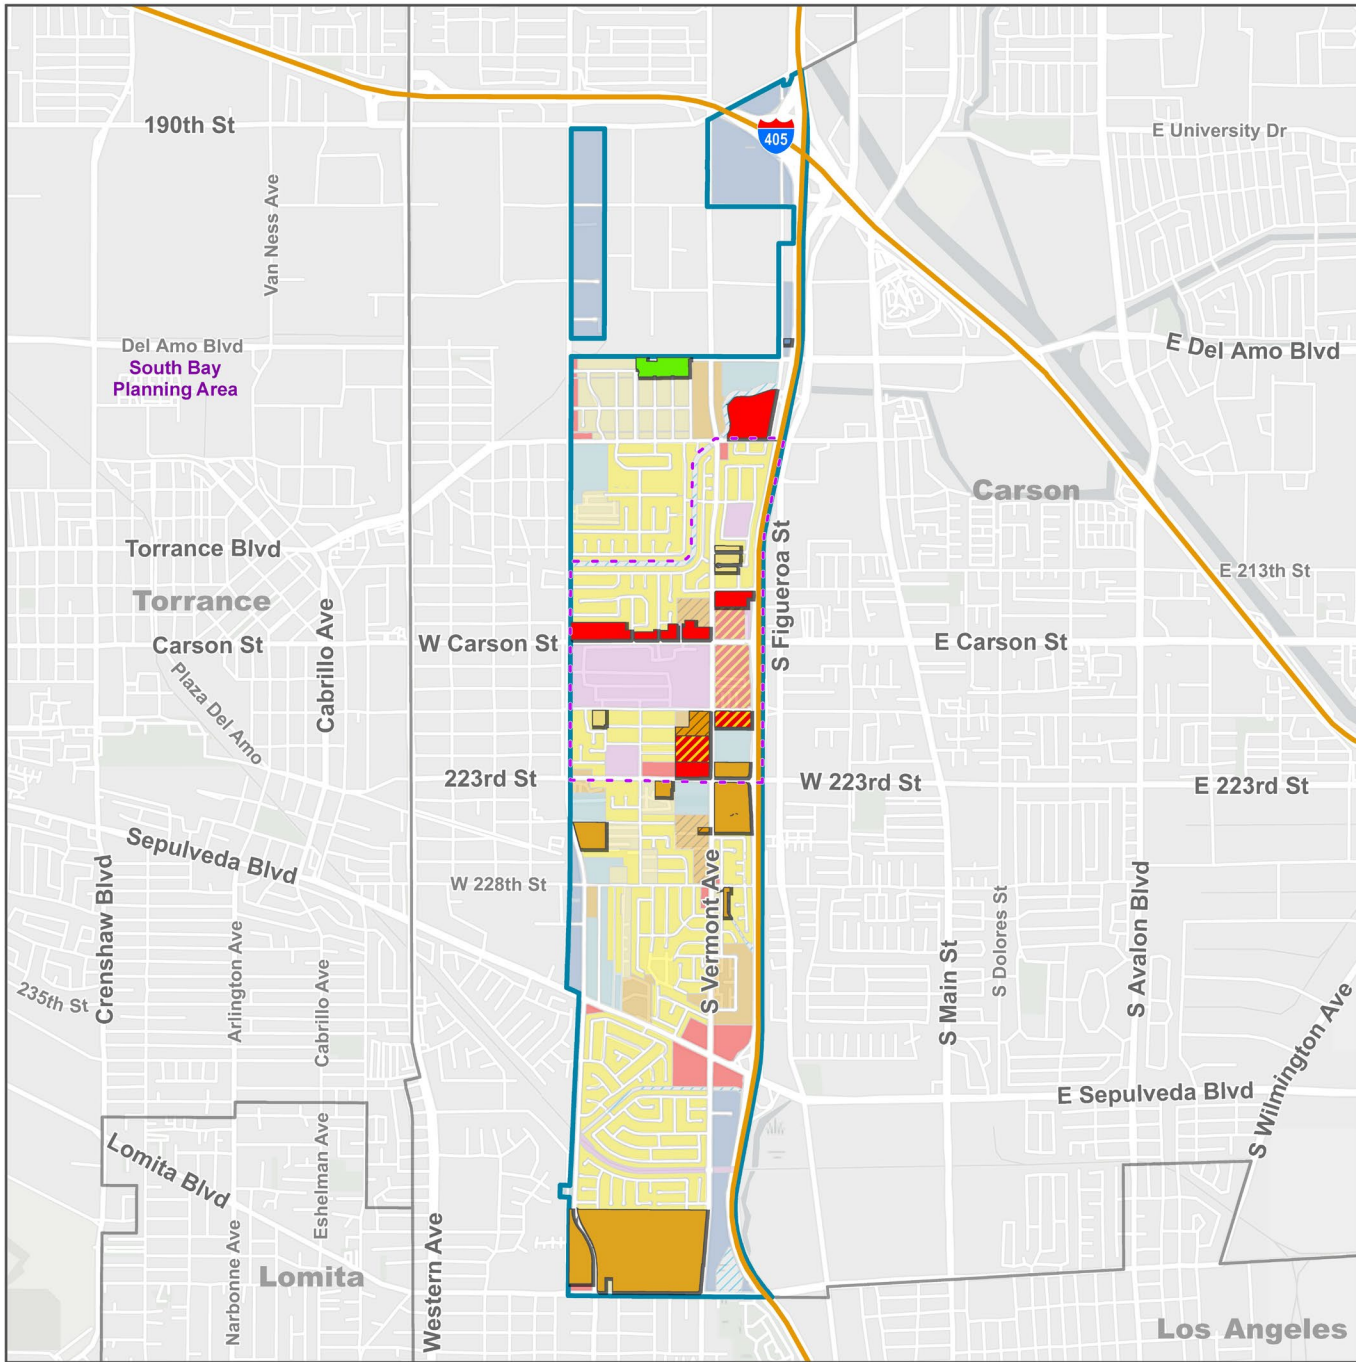 190th St
405
E University Dr
Van Ness Ave
Del Amo Blvd
South Bay
Planning Area
E Del Amo Blvd
Carson
Torrance Blvd
S Figueroa St
E 213th St
Torrance
Cabrillo Ave
Carson St
W Carson St
E Carson St
Plaza Del Amo
223rd St
W 223rd St
E 223rd St
Sepulveda Blvd
Crenshaw Blvd
W 228th St
S Vermont Ave
S Main St
S Dolores St
S Avalon Blvd
235th St
Arlington Ave
Cabrillo Ave
S Wilmington Ave
E Sepulveda Blvd
Lomita Blvd
Eshelman Ave
Narbonne Ave
Lomita
Western Ave
Los Angeles